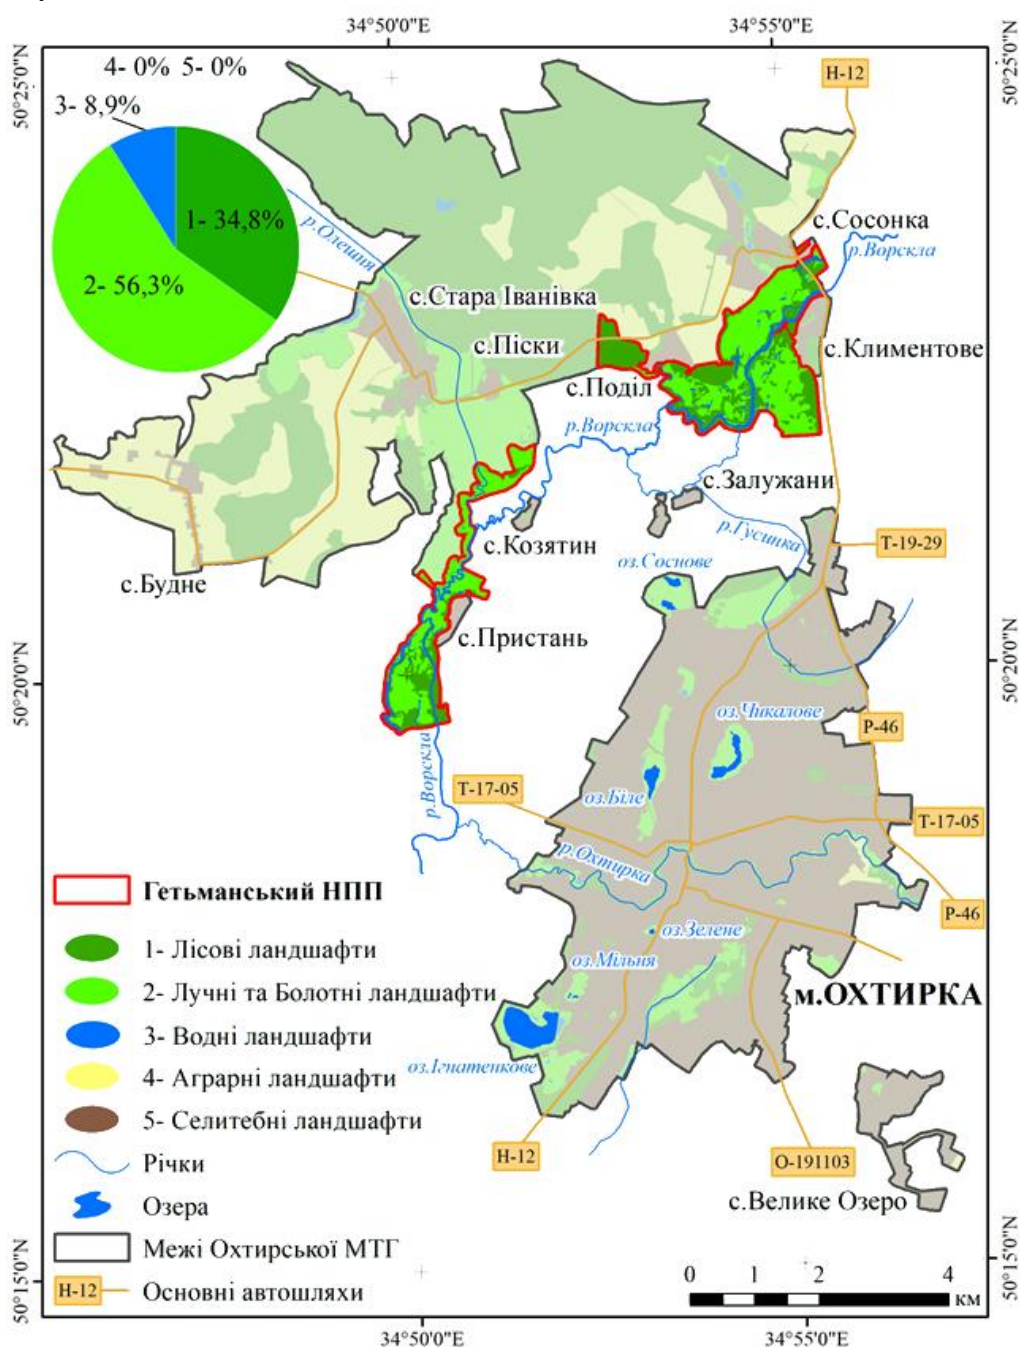 34°50'0"E
34°55'0"E
50°25'0"N
50°25'0"N
4- 0% 5- 0%
3- 8,9%
1- 34,8%
2- 56,3%
Н-12
с.Сосонка
р.Ворскла
р.Олешня
с.Стара Іванівка
с.Климентове
с.Піски
с.Поділ
р.Ворскла
с.Залужани
р.Гусинка
Т-19-29
с.Козятин
оз.Соснове
с.Будне
с.Пристань
50°20'0"N
50°20'0"N
оз.Чикалове
Р-46
р.Ворскла
Т-17-05
оз.Біле
Т-17-05
р.Охтирка
Р-46
Гетьманський НПП
оз.Зелене
1- Лісові ландшафти
оз.Мільня
2- Лучні та Болотні ландшафти
м.ОХТИРКА
3- Водні ландшафти
оз.Ігнатенкове
4- Аграрні ландшафти
5- Селитебні ландшафти
Річки
Н-12
О-191103
Озера
с.Велике Озеро
Межі Охтирської МТГ
Н-12 Основні автошляхи
50°15'0"N
50°15'0"N
0 1 2 4
км
34°50'0"E
34°55'0"E